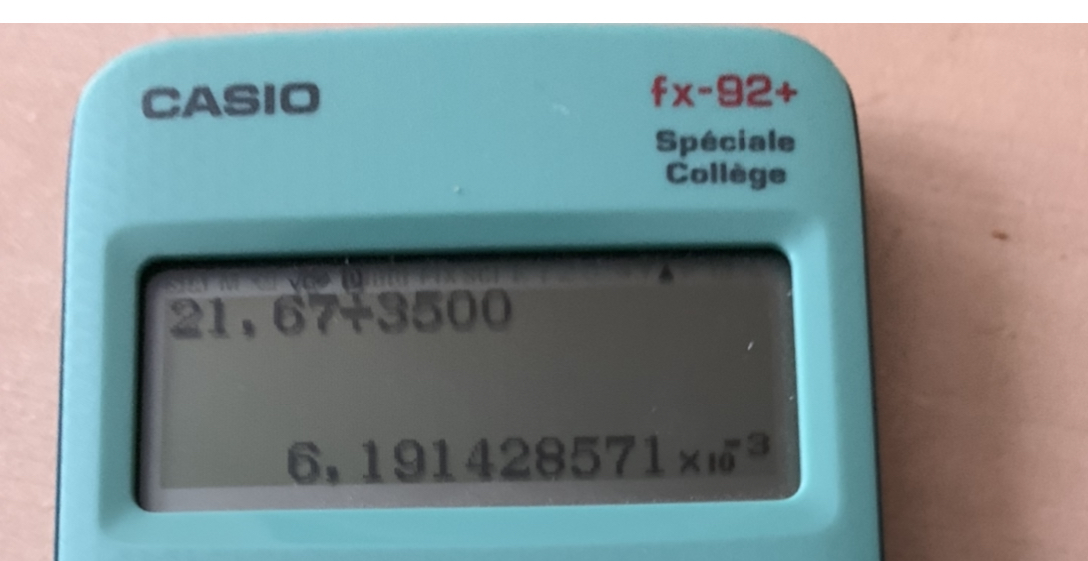 CASIO
fx-92+
Spéciale
Collège
21,67÷3500
6,191428571×10⁻³